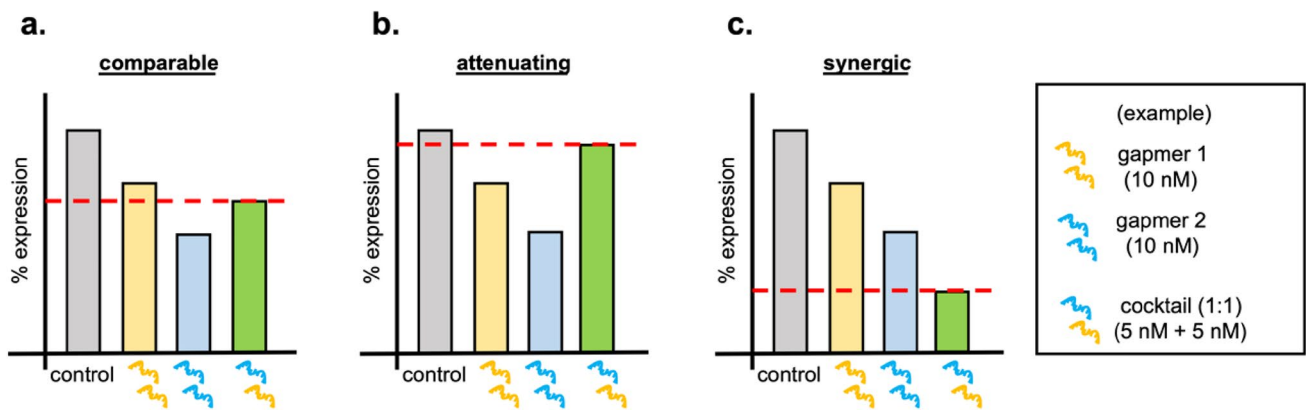 a.
comparable
% expression
control
b.
attenuating
% expression
control
c.
synergic
% expression
control
(example)
gapmer 1
(10 nM)
gapmer 2
(10 nM)
cocktail (1:1)
(5 nM + 5 nM)